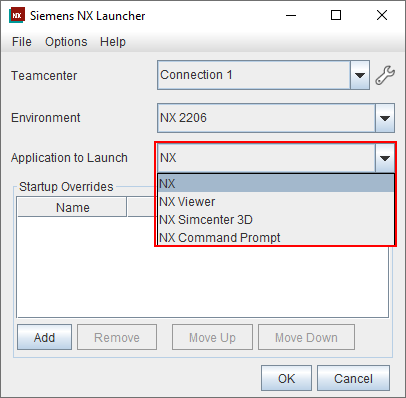 NX Siemens NX Launcher
File Options Help
Teamcenter Connection 1
Environment NX 2206
Application to Launch NX
NX
NX Viewer
NX Simcenter 3D
NX Command Prompt
Startup Overrides
Name
Add Remove Move Up Move Down
OK Cancel